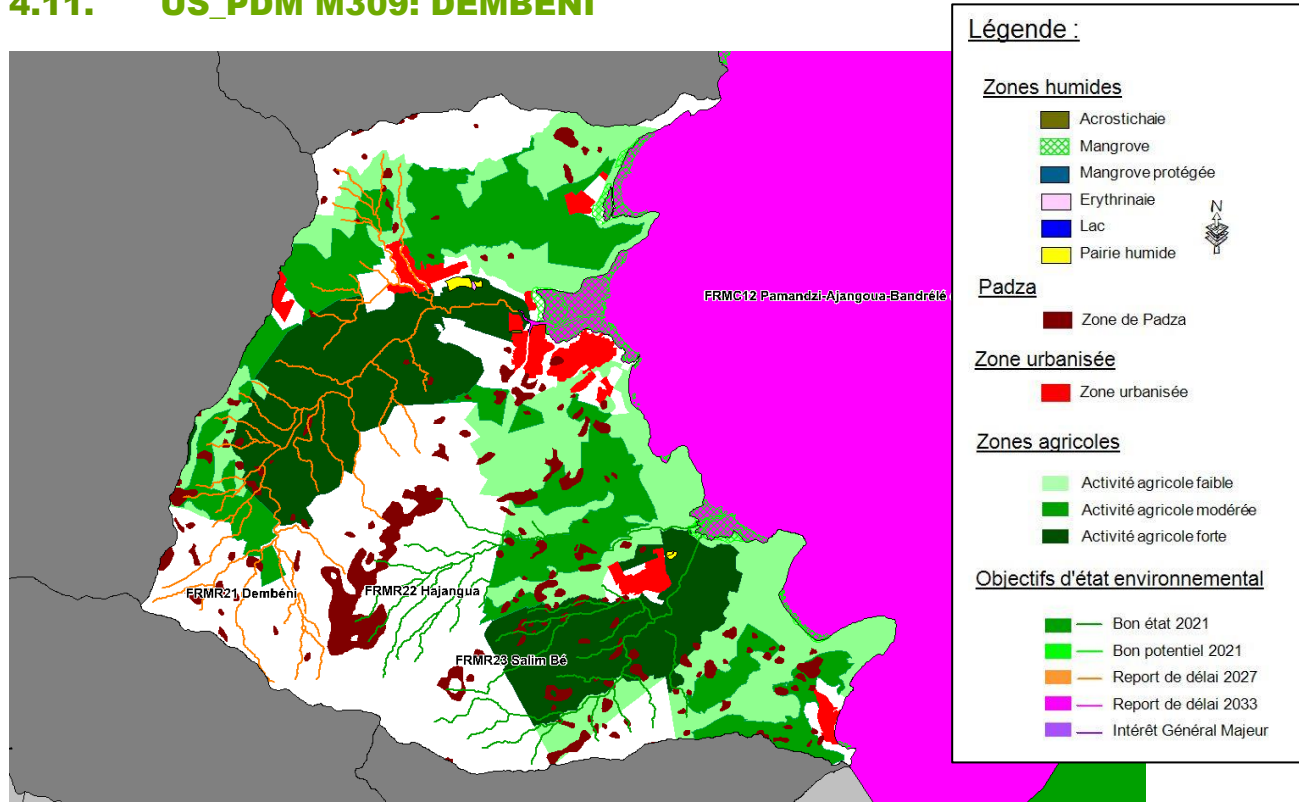 4.11. US_PDM M309: DEMBENI
Légende :
Zones humides
Acrostichaie
Mangrove
Mangrove protégée
Erythrinaie
Lac
Pairie humide
N
Padza
Zone de Padza
Zone urbanisée
Zone urbanisée
Zones agricoles
Activité agricole faible
Activité agricole modérée
Activité agricole forte
Objectifs d'état environnemental
Bon état 2021
Bon potentiel 2021
Report de délai 2027
Report de délai 2033
Intérêt Général Majeur
FRMC12 Pamandzi-Ajangoua-Bandrélé
FRMR21 Dembéni
FRMR22 Hajangua
FRMR23 Salim Bé